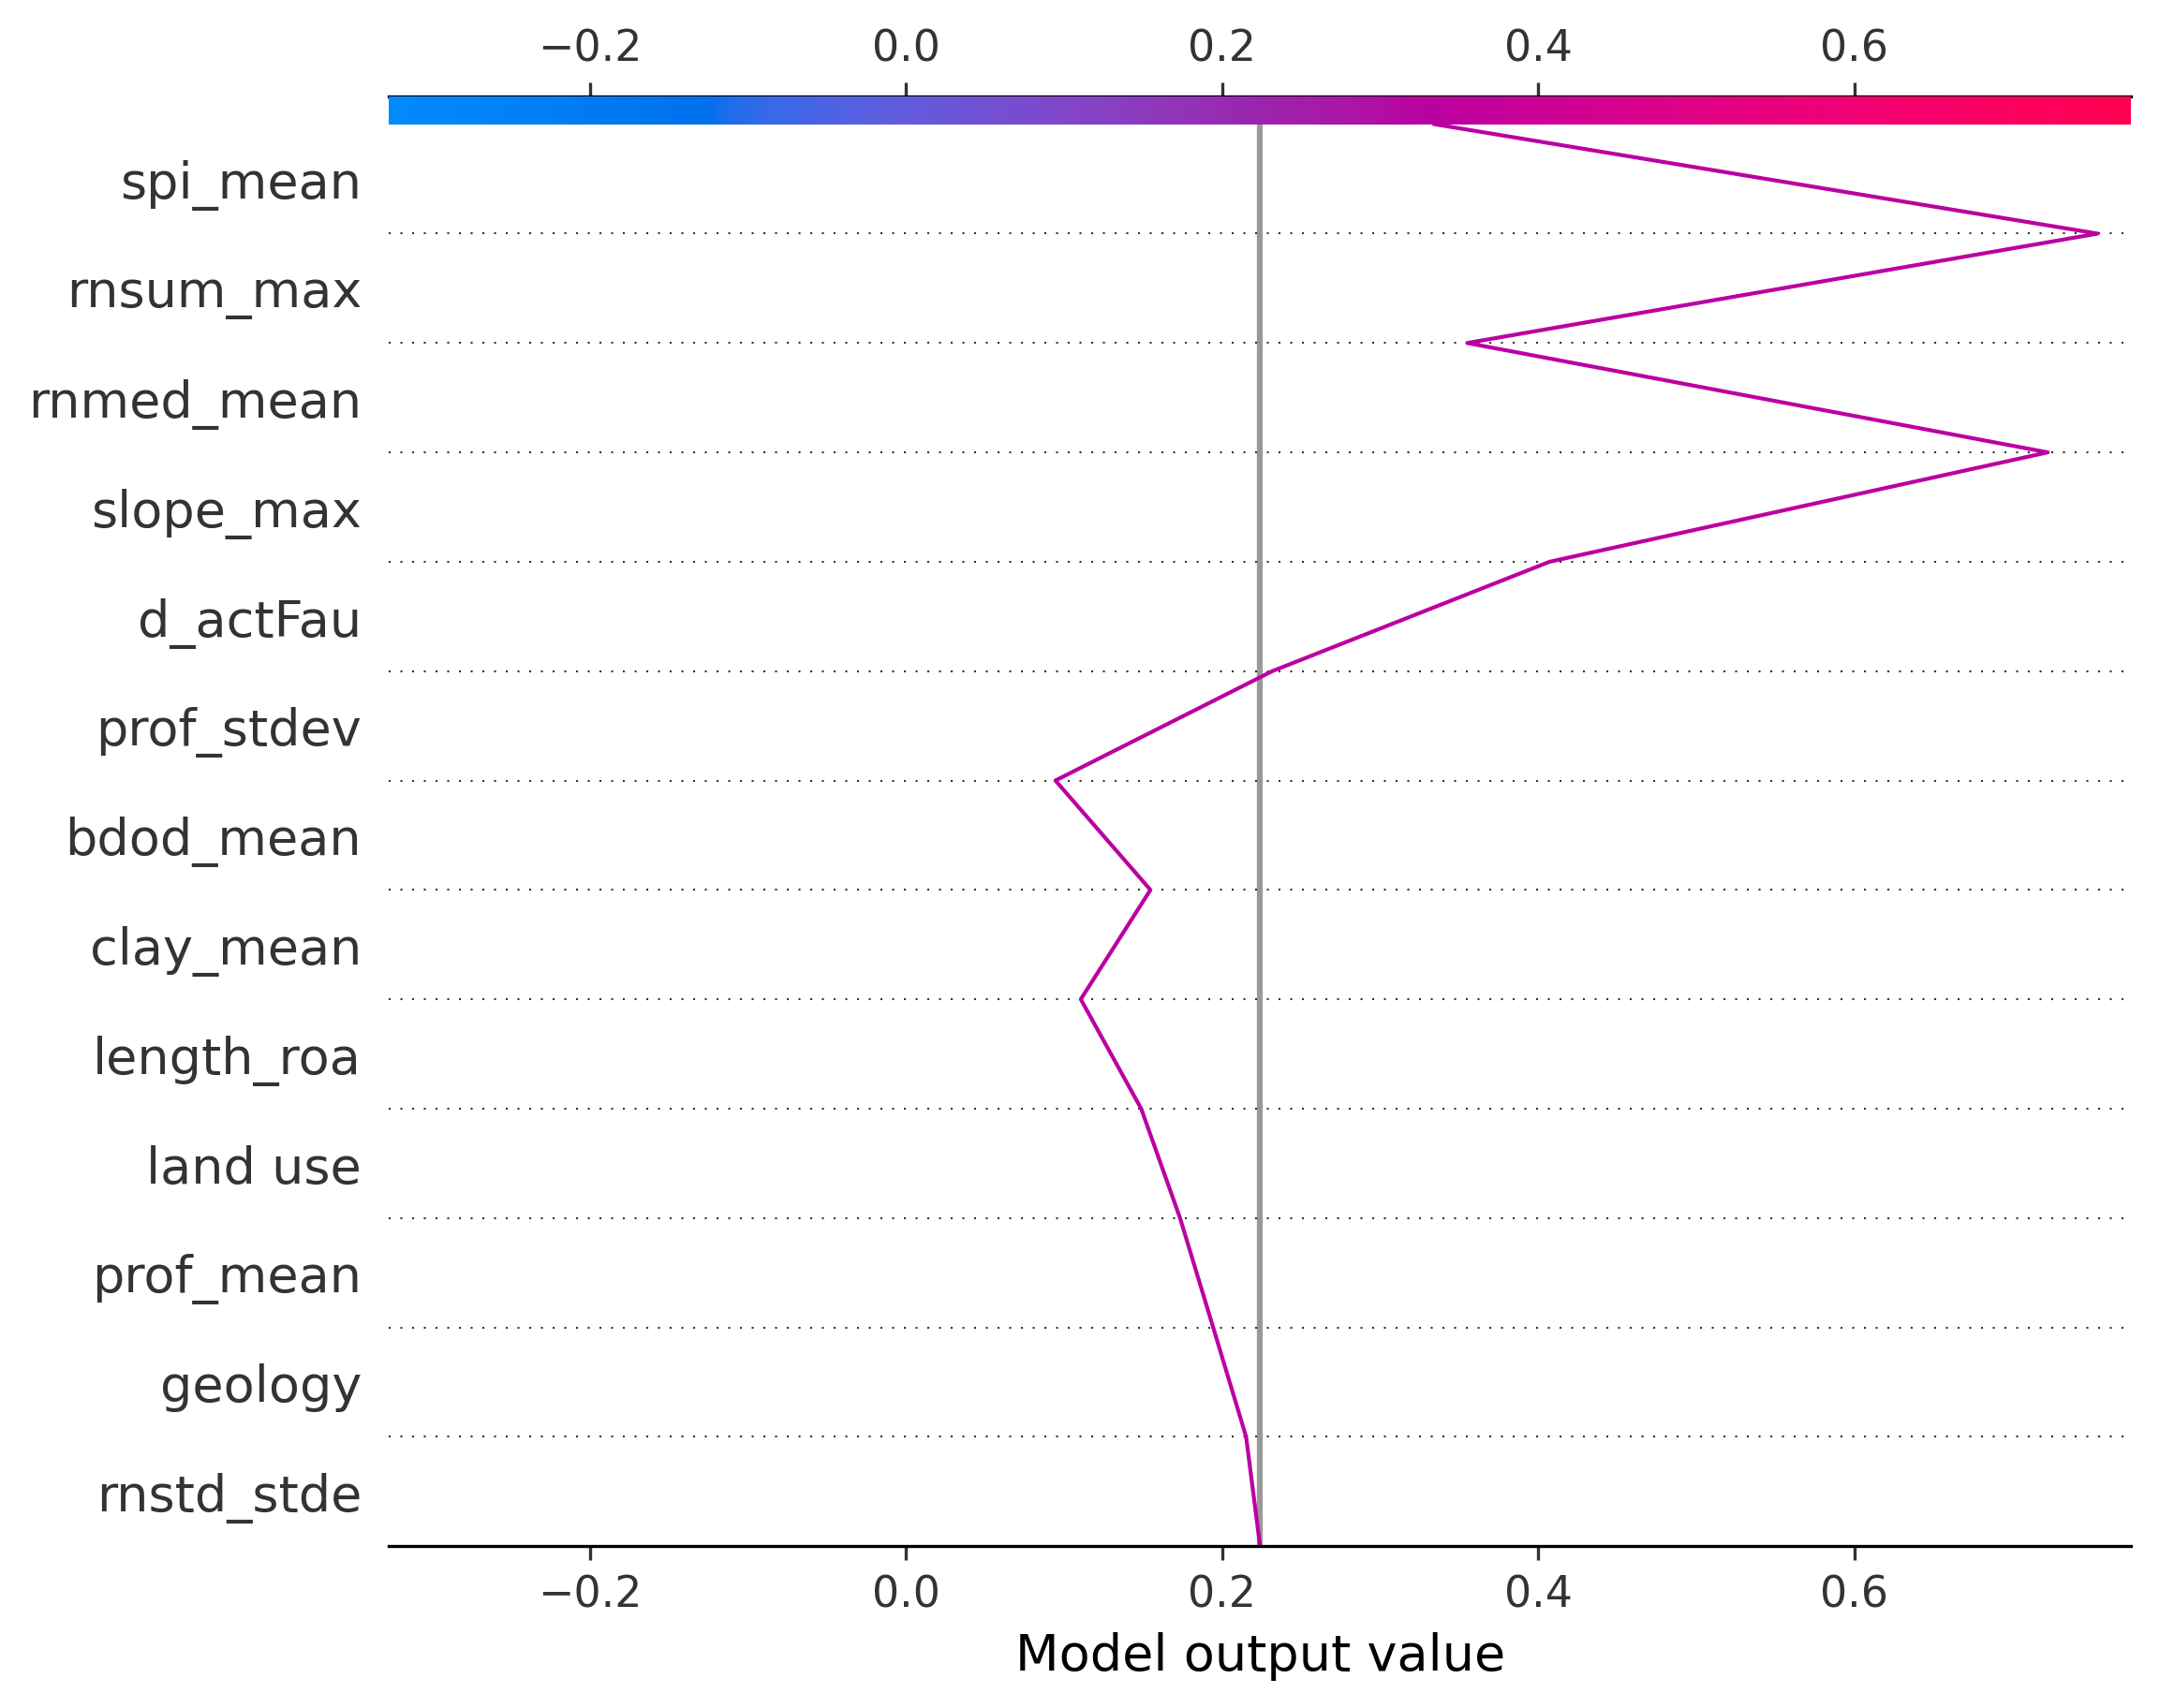 −0.2 0.0 0.2 0.4 0.6
spi_mean
rnsum_max
rnmed_mean
slope_max
d_actFau
prof_stdev
bdod_mean
clay_mean
length_roa
land use
prof_mean
geology
rnstd_stde
−0.2 0.0 0.2 0.4 0.6
Model output value